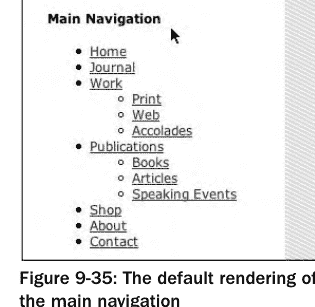 Main Navigation
Home
Journal
Work
Print
Web
Accolades
Publications
Books
Articles
Speaking Events
Shop
About
Contact
Figure 9-35: The default rendering of
the main navigation